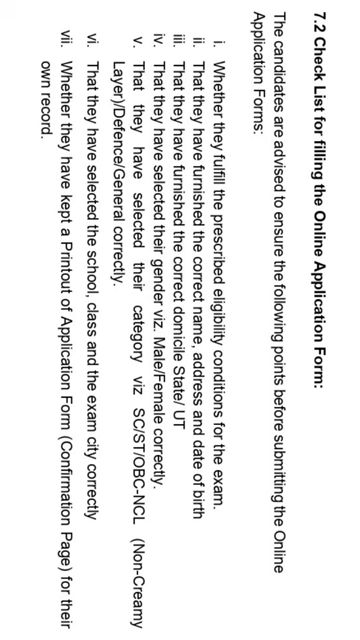 7.2 Check List for filling the Online Application Form:
The candidates are advised to ensure the following points before submitting the Online
Application Forms:
i. Whether they fulfill the prescribed eligibility conditions for the exam.
ii. That they have furnished the correct name, address and date of birth
iii. That they have furnished the correct domicile State/ UT
iv. That they have selected their gender viz. Male/Female correctly.
v. That they have selected their category viz SC/ST/OBC-NCL (Non-Creamy
Layer)/Defence/General correctly.
vi. That they have selected the school, class and the exam city correctly
vii. Whether they have kept a Printout of Application Form (Confirmation Page) for their
own record.